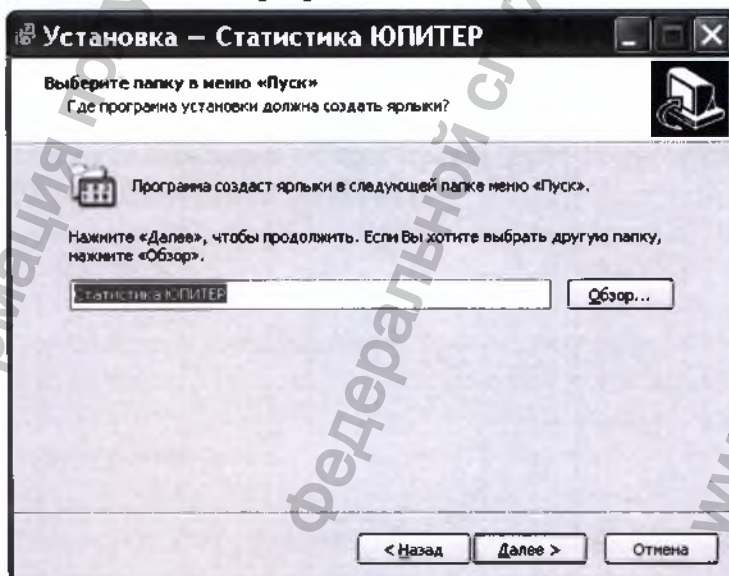 Установка – Статистика ЮПИТЕР
Выберите папку в меню «Пуск»
Где программа установки должна создать ярлыки?
Программа создаст ярлыки в следующей папке меню «Пуск».
Нажмите «Далее», чтобы продолжить. Если Вы хотите выбрать другую папку,
нажмите «Обзор».
Статистика ЮПИТЕР
Обзор...
< Назад
Далее >
Отмена
Федеральной